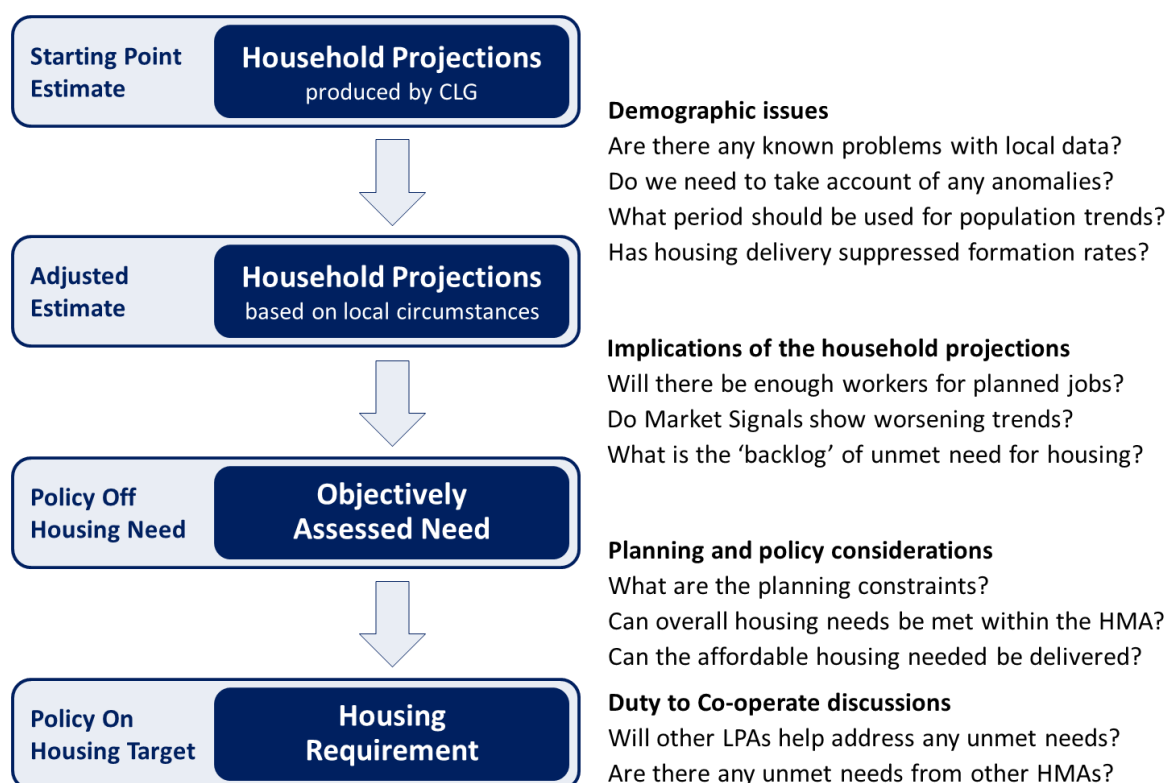 Starting Point
Estimate
Household Projections
produced by CLG
Demographic issues
Are there any known problems with local data?
Do we need to take account of any anomalies?
What period should be used for population trends?
Has housing delivery suppressed formation rates?
Adjusted
Estimate
Household Projections
based on local circumstances
Implications of the household projections
Will there be enough workers for planned jobs?
Do Market Signals show worsening trends?
What is the ‘backlog’ of unmet need for housing?
Policy Off
Housing Need
Objectively
Assessed Need
Planning and policy considerations
What are the planning constraints?
Can overall housing needs be met within the HMA?
Can the affordable housing needed be delivered?
Policy On
Housing Target
Housing
Requirement
Duty to Co-operate discussions
Will other LPAs help address any unmet needs?
Are there any unmet needs from other HMAs?